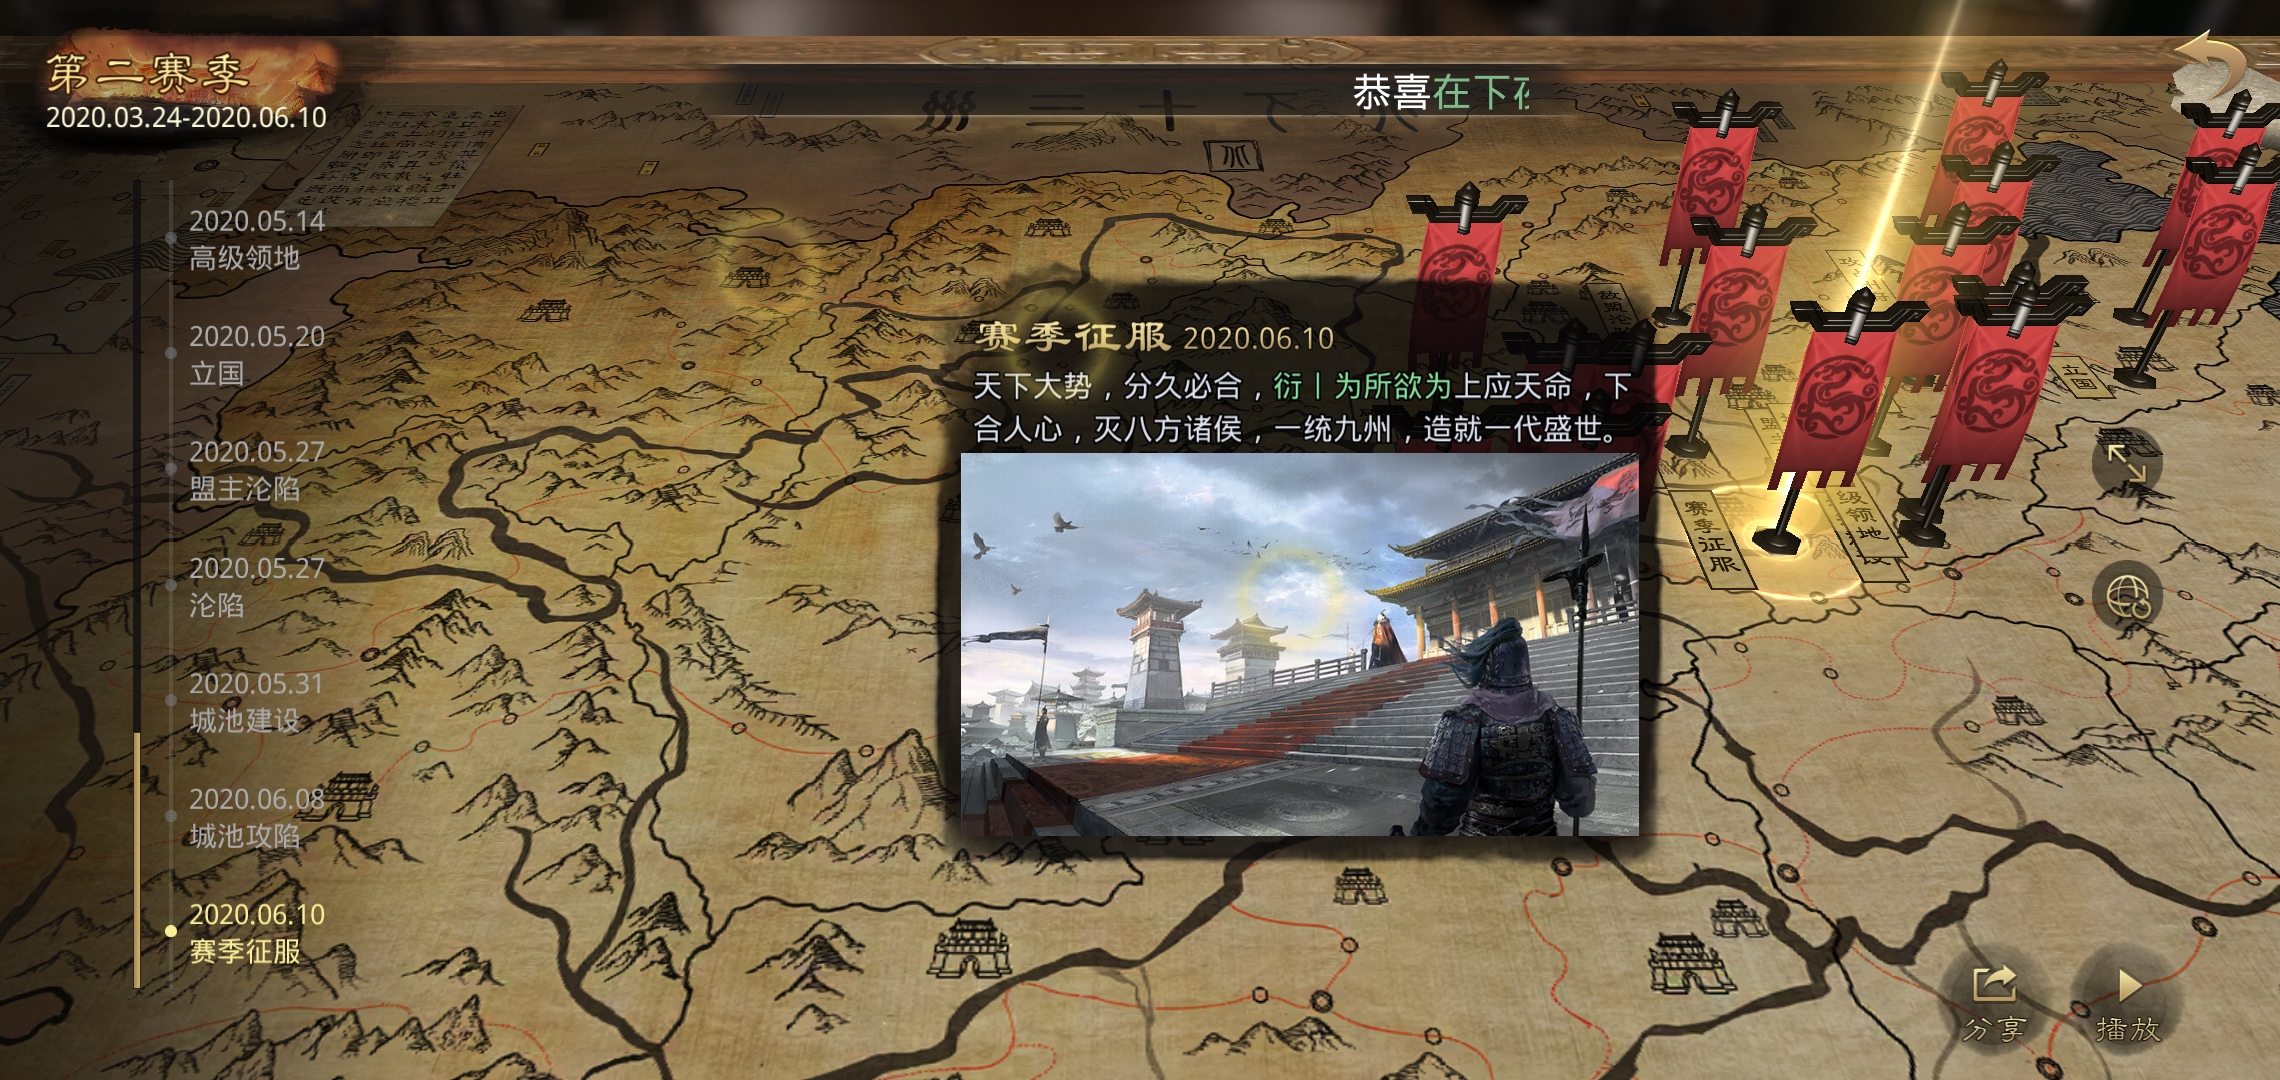 第二赛季
2020.03.24-2020.06.10
恭喜在下
2020.05.14
高级领地
2020.05.20
立国
2020.05.27
盟主沦陷
2020.05.27
沦陷
2020.05.31
城池建设
2020.06.08
城池攻陷
2020.06.10
赛季征服
赛季征服 2020.06.10
天下大势，分久必合，衍丨为所欲为上应天命，下
合人心，灭八方诸侯，一统九州，造就一代盛世。
立国
赛季征服
级领地
分享
播放